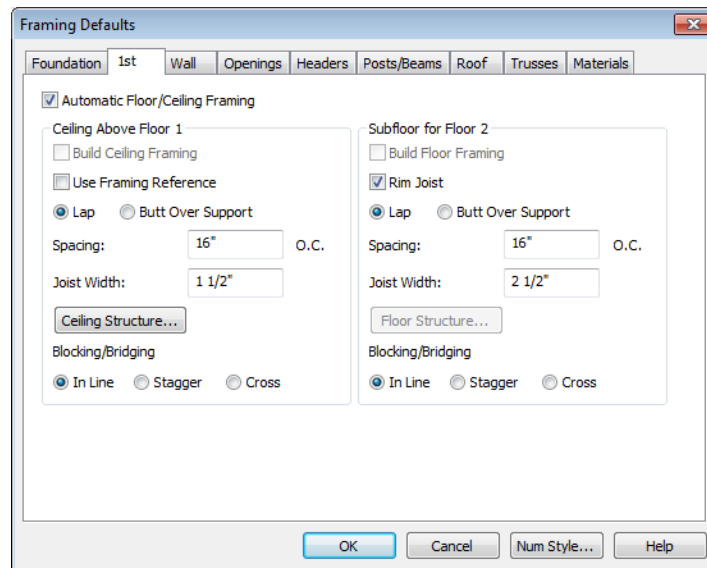 Framing Defaults
Foundation 1st Wall Openings Headers Posts/Beams Roof Trusses Materials
Automatic Floor/Ceiling Framing
Ceiling Above Floor 1
Build Ceiling Framing
Use Framing Reference
Lap Butt Over Support
Spacing: 16" O.C.
Joist Width: 1 1/2"
Ceiling Structure...
Blocking/Bridging
In Line Stagger Cross
Subfloor for Floor 2
Build Floor Framing
Rim Joist
Lap Butt Over Support
Spacing: 16" O.C.
Joist Width: 2 1/2"
Floor Structure...
Blocking/Bridging
In Line Stagger Cross
OK Cancel Num Style... Help